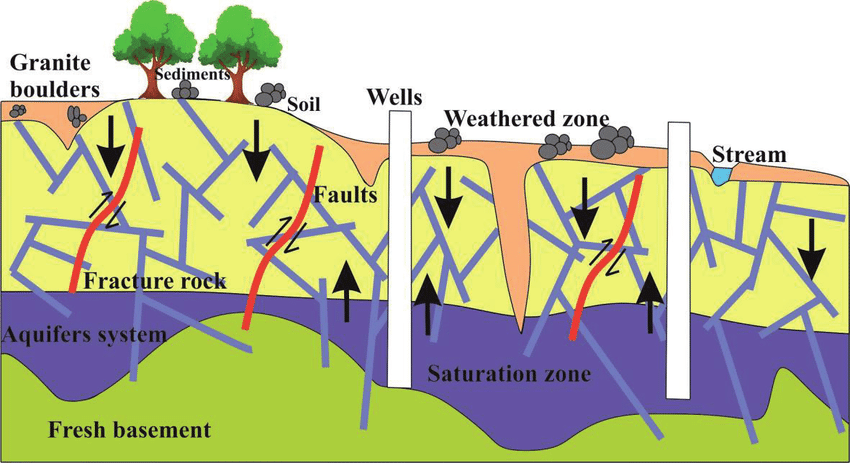 Granite
boulders
Sediments
Soil
Wells
Weathered zone
Stream
Faults
Fracture rock
Aquifers system
Saturation zone
Fresh basement